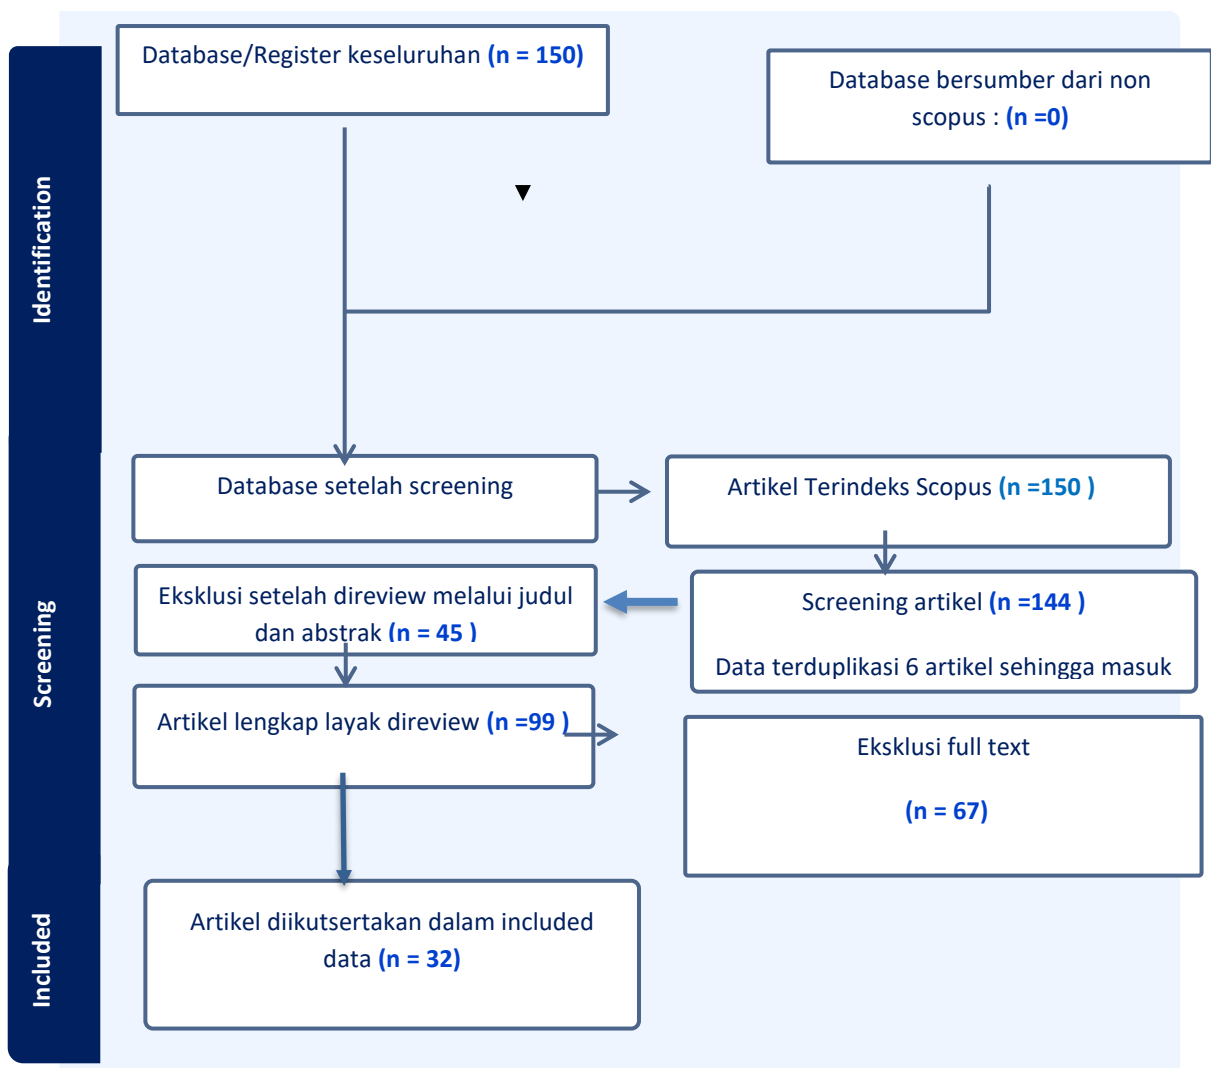 Identification
Database/Register keseluruhan (n = 150)
Database bersumber dari non
scopus : (n =0)
Screening
Database setelah screening
Artikel Terindeks Scopus (n =150 )
Eksklusi setelah direview melalui judul
dan abstrak (n = 45 )
Screening artikel (n =144 )
Data terduplikasi 6 artikel sehingga masuk
Artikel lengkap layak direview (n =99 )
Eksklusi full text
(n = 67)
Included
Artikel diikutsertakan dalam included
data (n = 32)